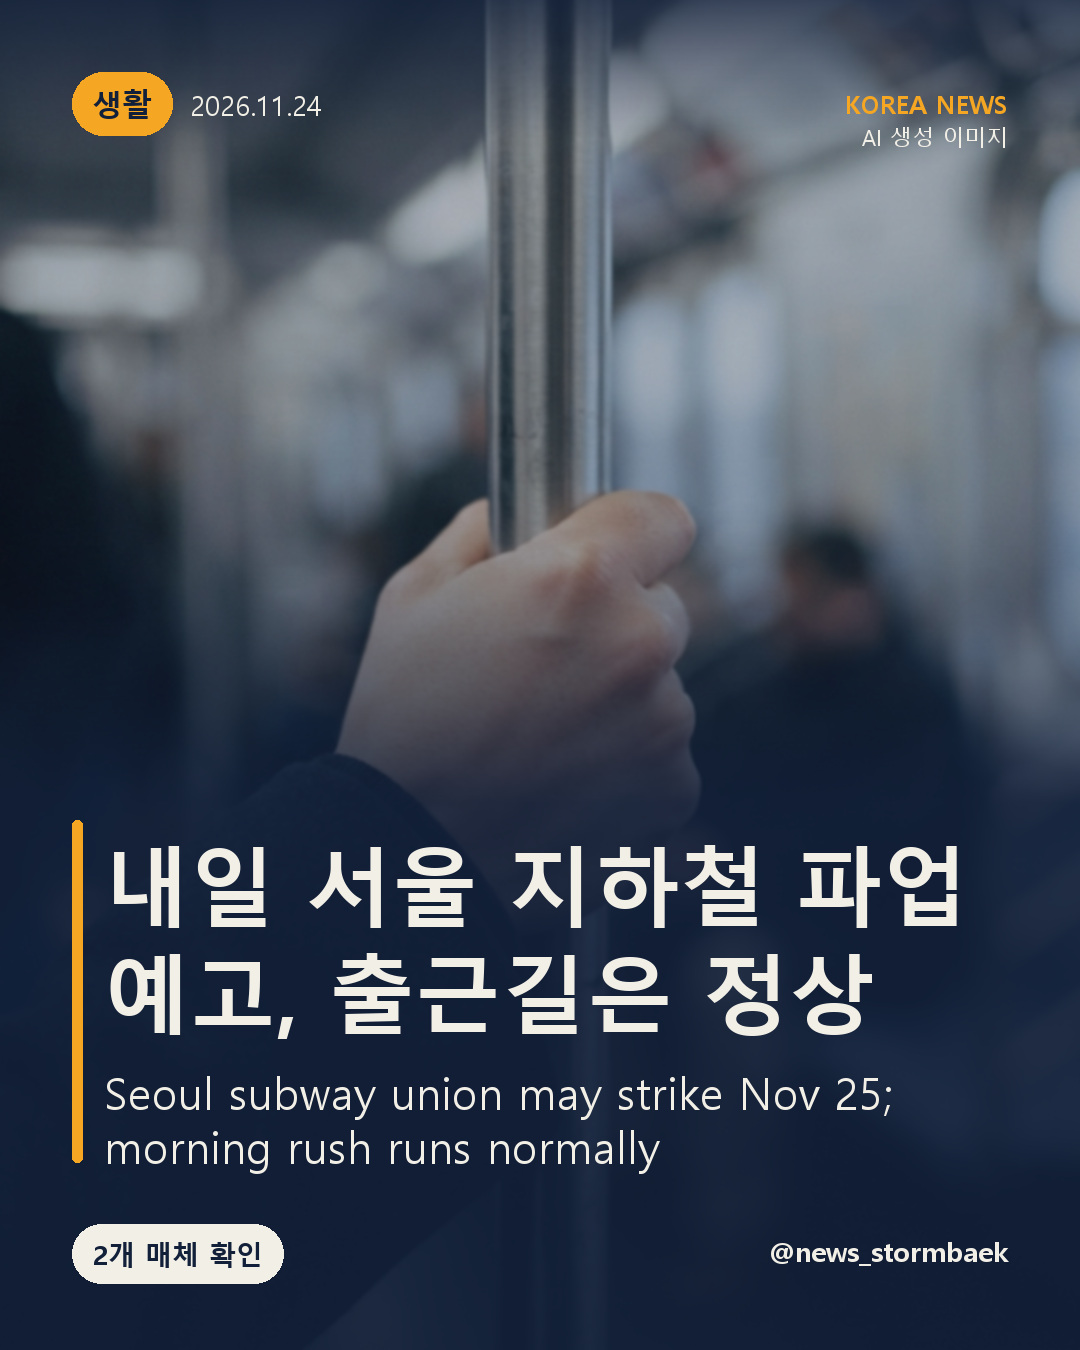 생활
2026.11.24
KOREA NEWS
AI 생성 이미지
내일 서울 지하철 파업
예고, 출근길은 정상
Seoul subway union may strike Nov 25;
morning rush runs normally
2개 매체 확인
@news_stormbaek